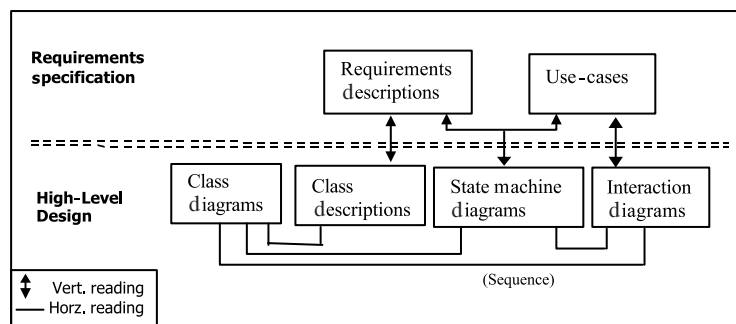 Requirements
specification
Requirements
descriptions
Use-cases
High-Level
Design
Class
diagrams
Class
descriptions
State machine
diagrams
Interaction
diagrams
(Sequence)
Vert. reading
Horz. reading